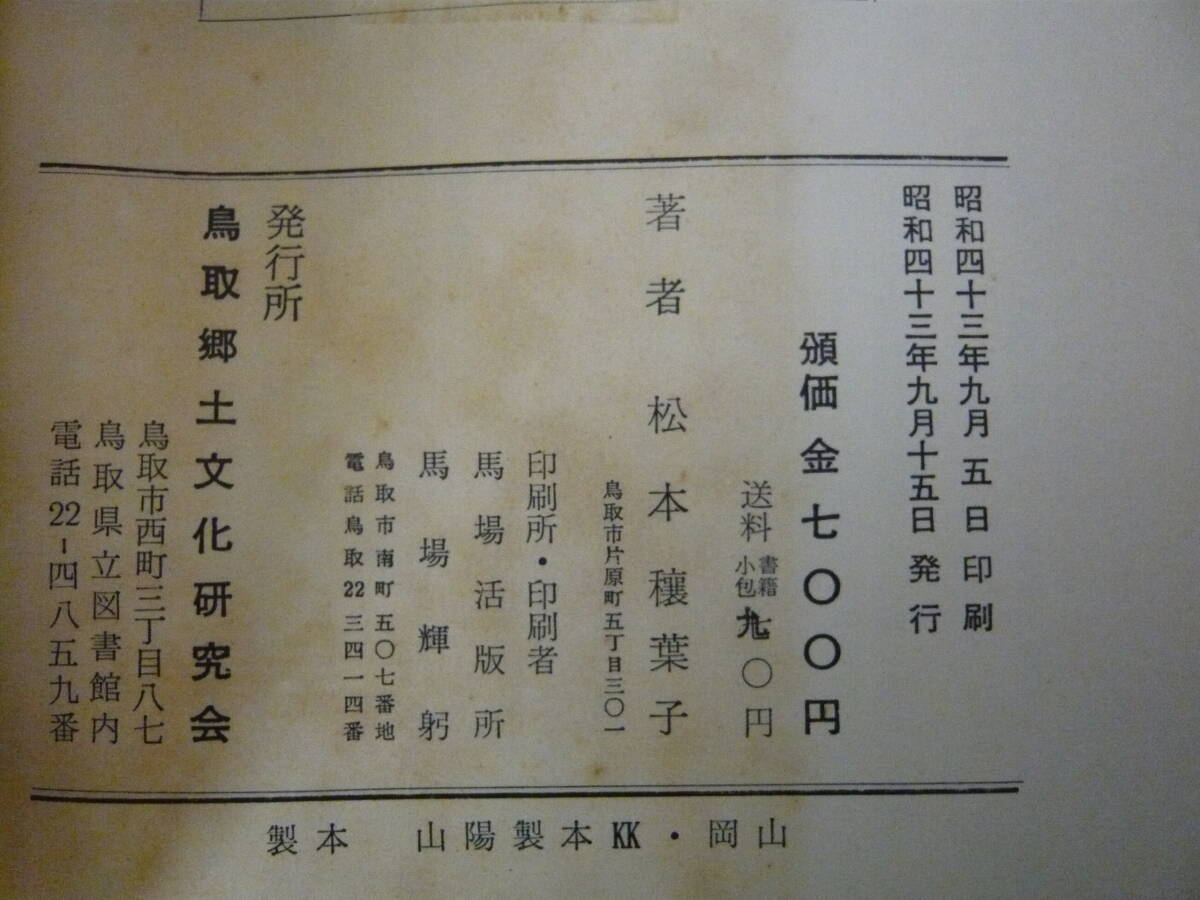 昭和四十三年九月 五 日 印 刷
昭和四十三年九月十五日 発 行
頒価 金 七〇〇円
送料 書籍 小包 〇円
著者 松本穰葉子
鳥取市片原町五丁目三〇一
印刷所・印刷者
馬場活版所
馬場輝躬
鳥取市南町五〇七番地
電話鳥取22三四一四番
発行所
鳥取郷土文化研究会
鳥取市西町三丁目八七
鳥取県立図書館内
電話22-四八五九番
製本 山陽製本KK・岡山